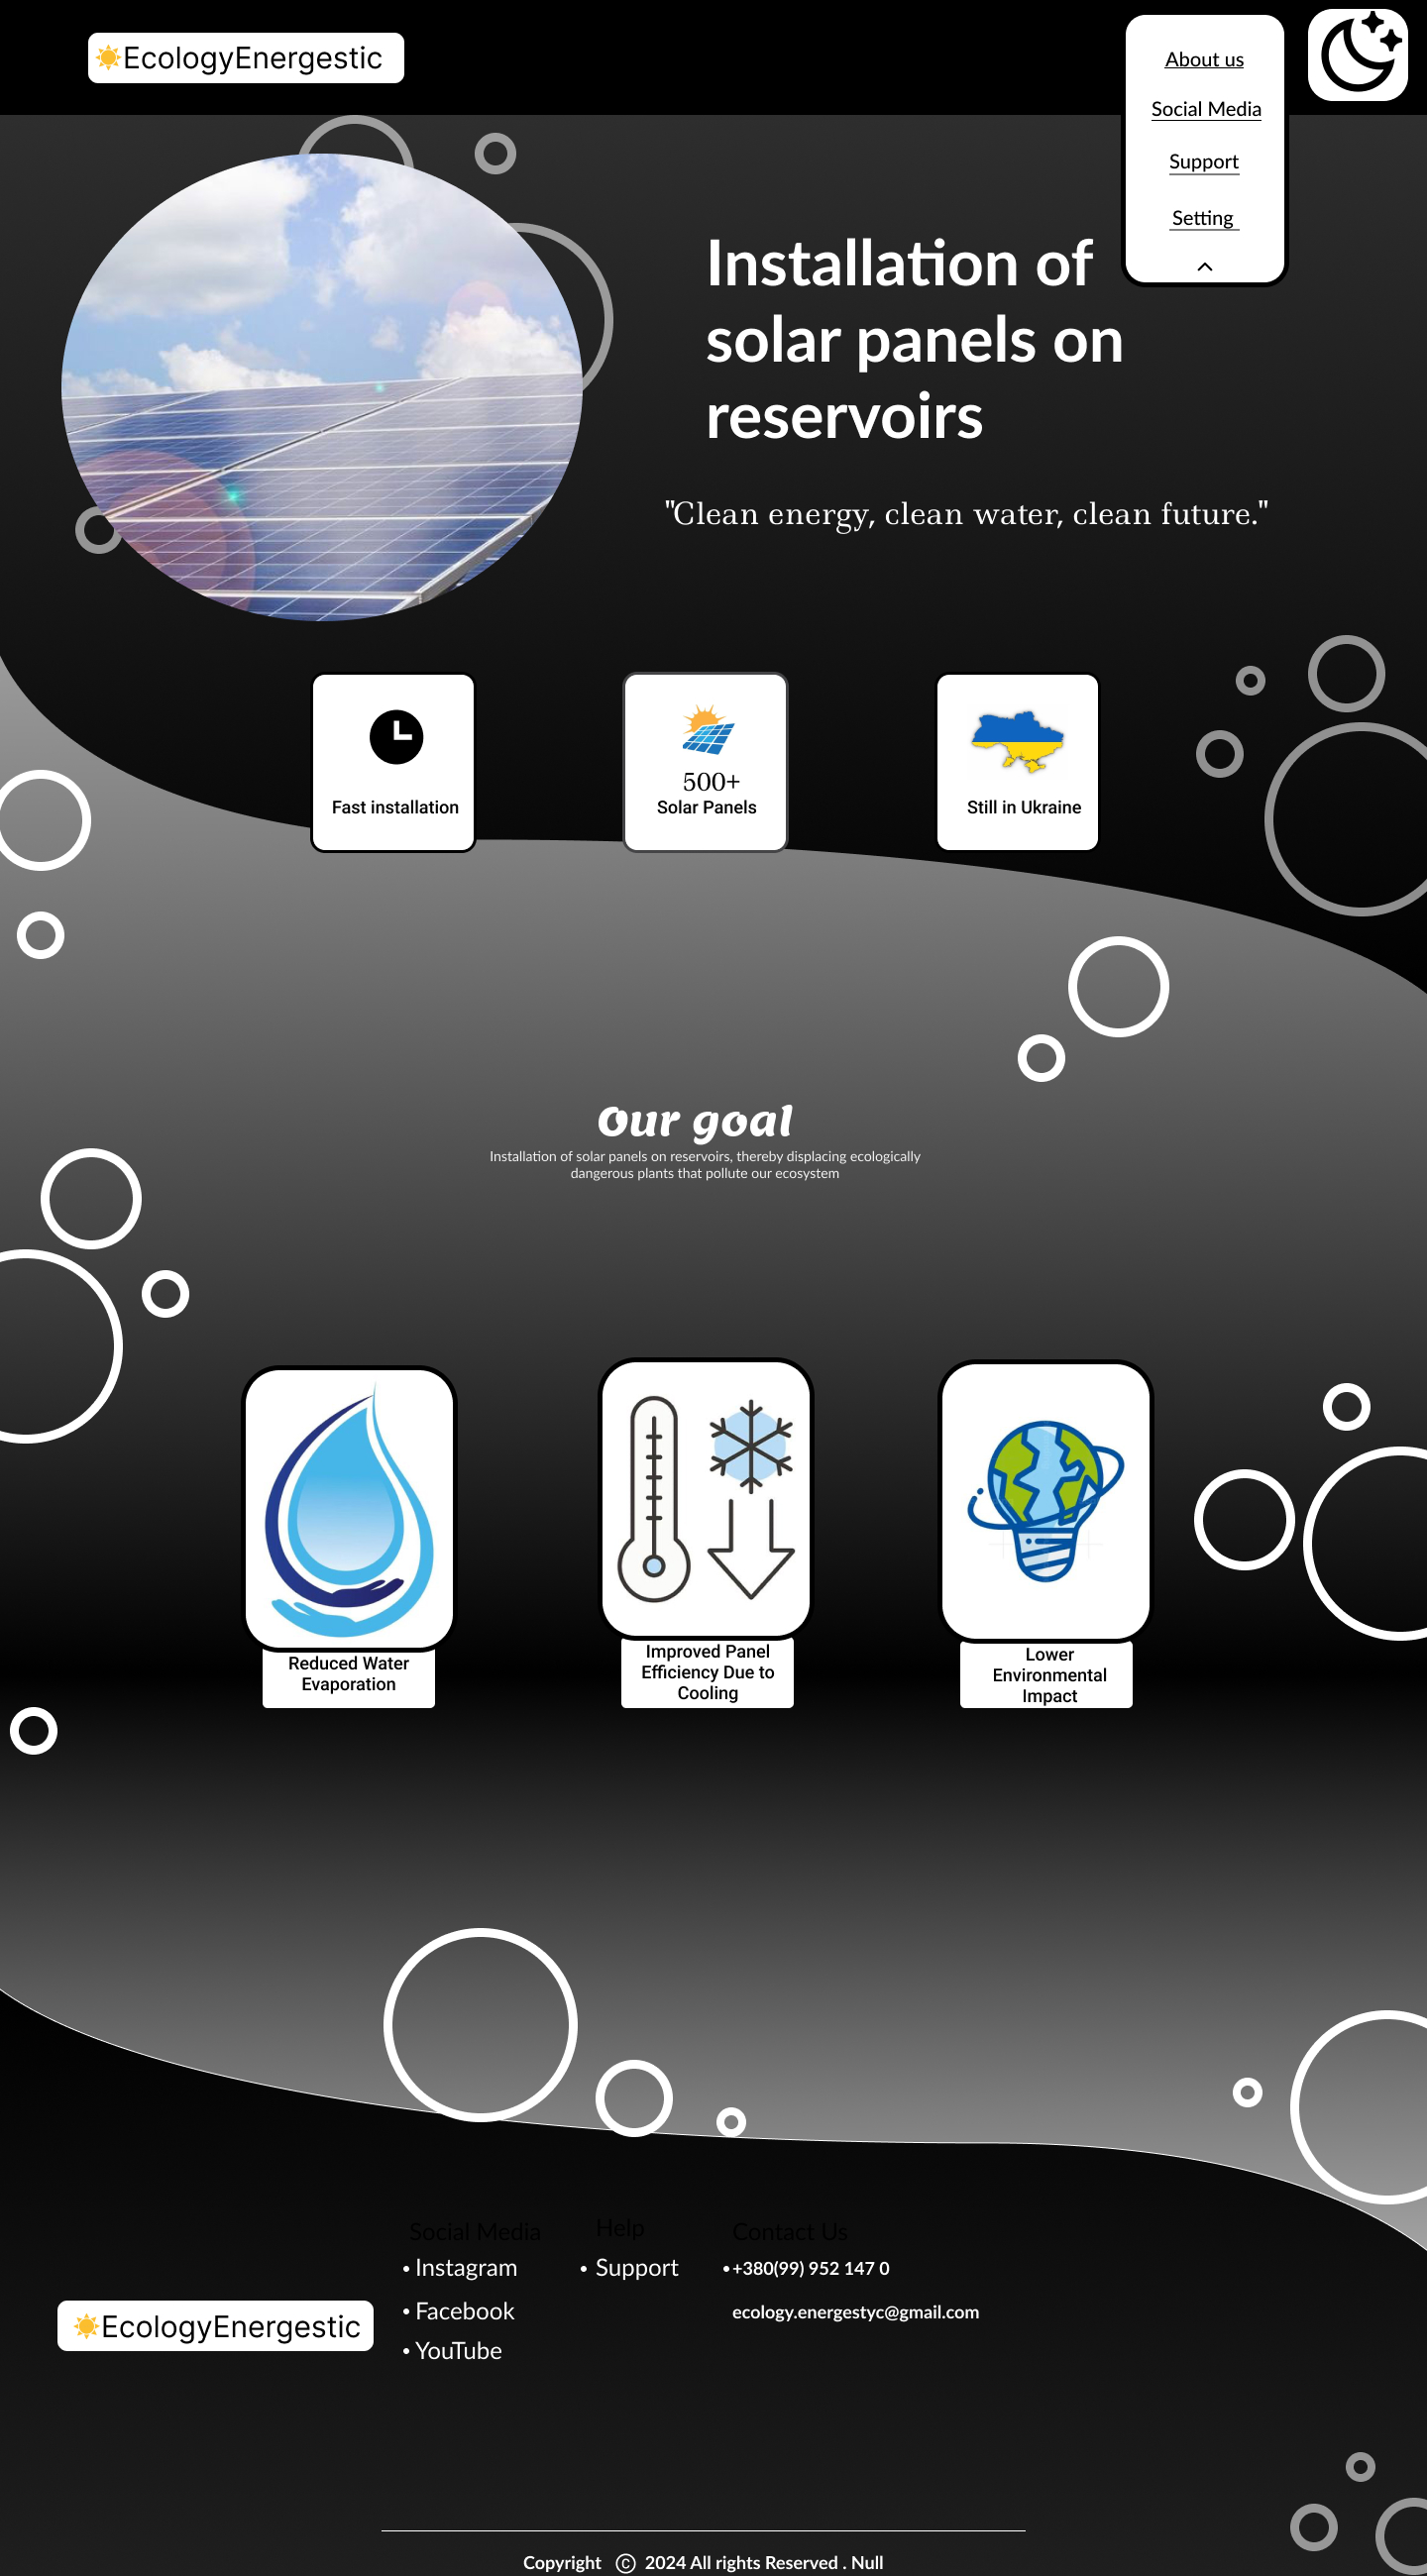 EcologyEnergestic
About us
Social Media
Support
Setting
Installation of
solar panels on
reservoirs
"Clean energy, clean water, clean future."
Fast installation
500+
Solar Panels
Still in Ukraine
Our goal
Installation of solar panels on reservoirs, thereby displacing ecologically
dangerous plants that pollute our ecosystem
Reduced Water
Evaporation
Improved Panel
Efficiency Due to
Cooling
Lower
Environmental
Impact
EcologyEnergestic
Social Media
• Instagram
• Facebook
• YouTube
Help
• Support
Contact Us
• +380(99) 952 147 0
ecology.energestyc@gmail.com
Copyright © 2024 All rights Reserved . Null